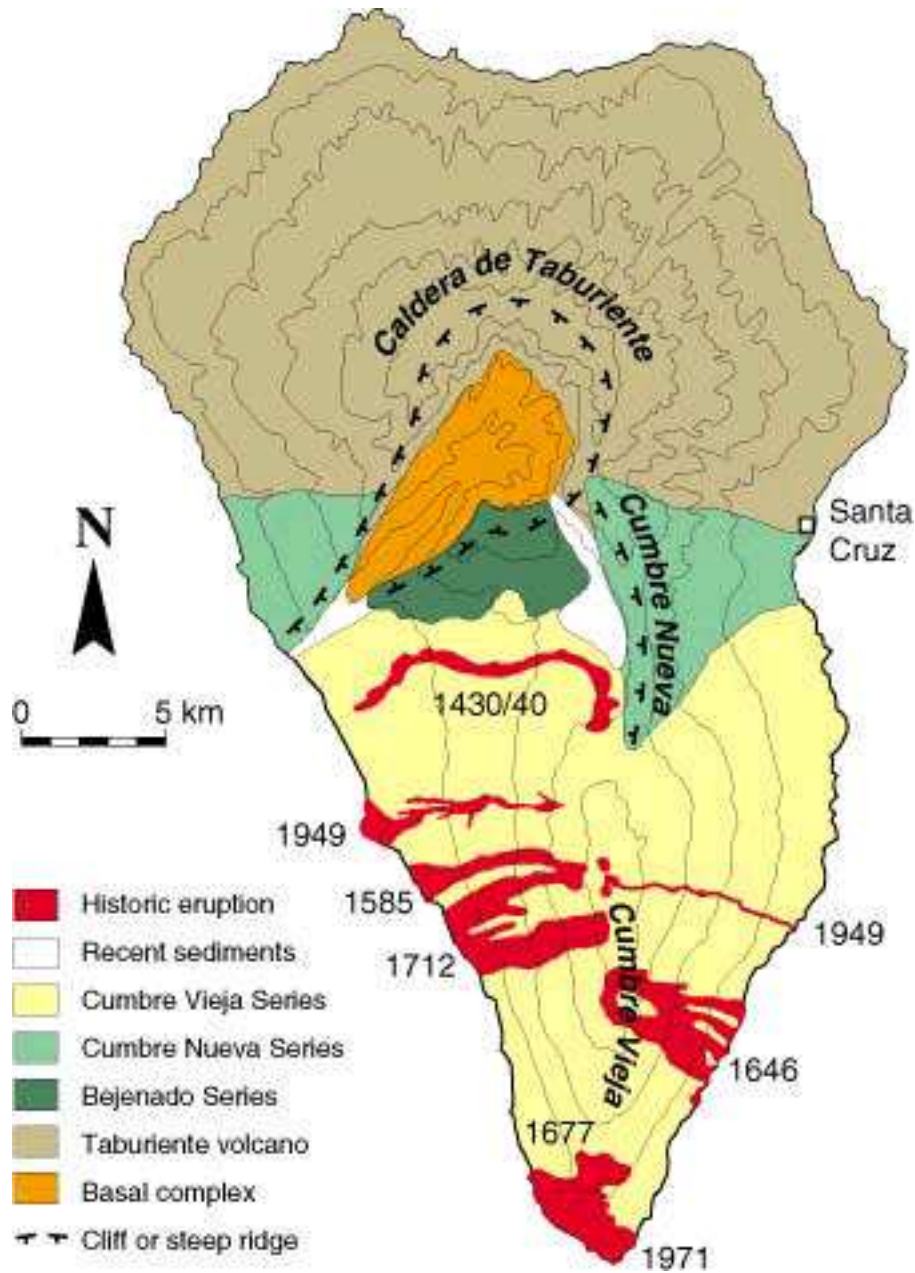 Caldera de Taburiente
N
Santa
Cruz
Cumbre Nueva
0 5 km
1430/40
1949
1585
1712
1949
Cumbre Vieja
1646
1677
1971
Historic eruption
Recent sediments
Cumbre Vieja Series
Cumbre Nueva Series
Bejenado Series
Taburiente volcano
Basal complex
Cliff or steep ridge